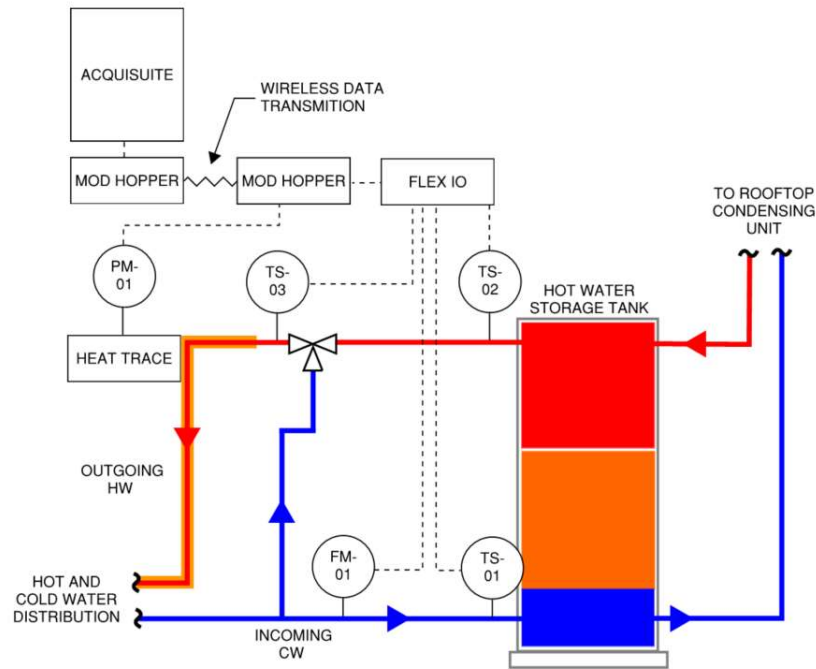 ACQUISUITE
WIRELESS DATA
TRANSMITION
MOD HOPPER
MOD HOPPER
FLEX IO
TO ROOFTOP
CONDENSING
UNIT
PM-
01
TS-
03
TS-
02
HOT WATER
STORAGE TANK
HEAT TRACE
OUTGOING
HW
FM-
01
TS-
01
HOT AND
COLD WATER
DISTRIBUTION
INCOMING
CW